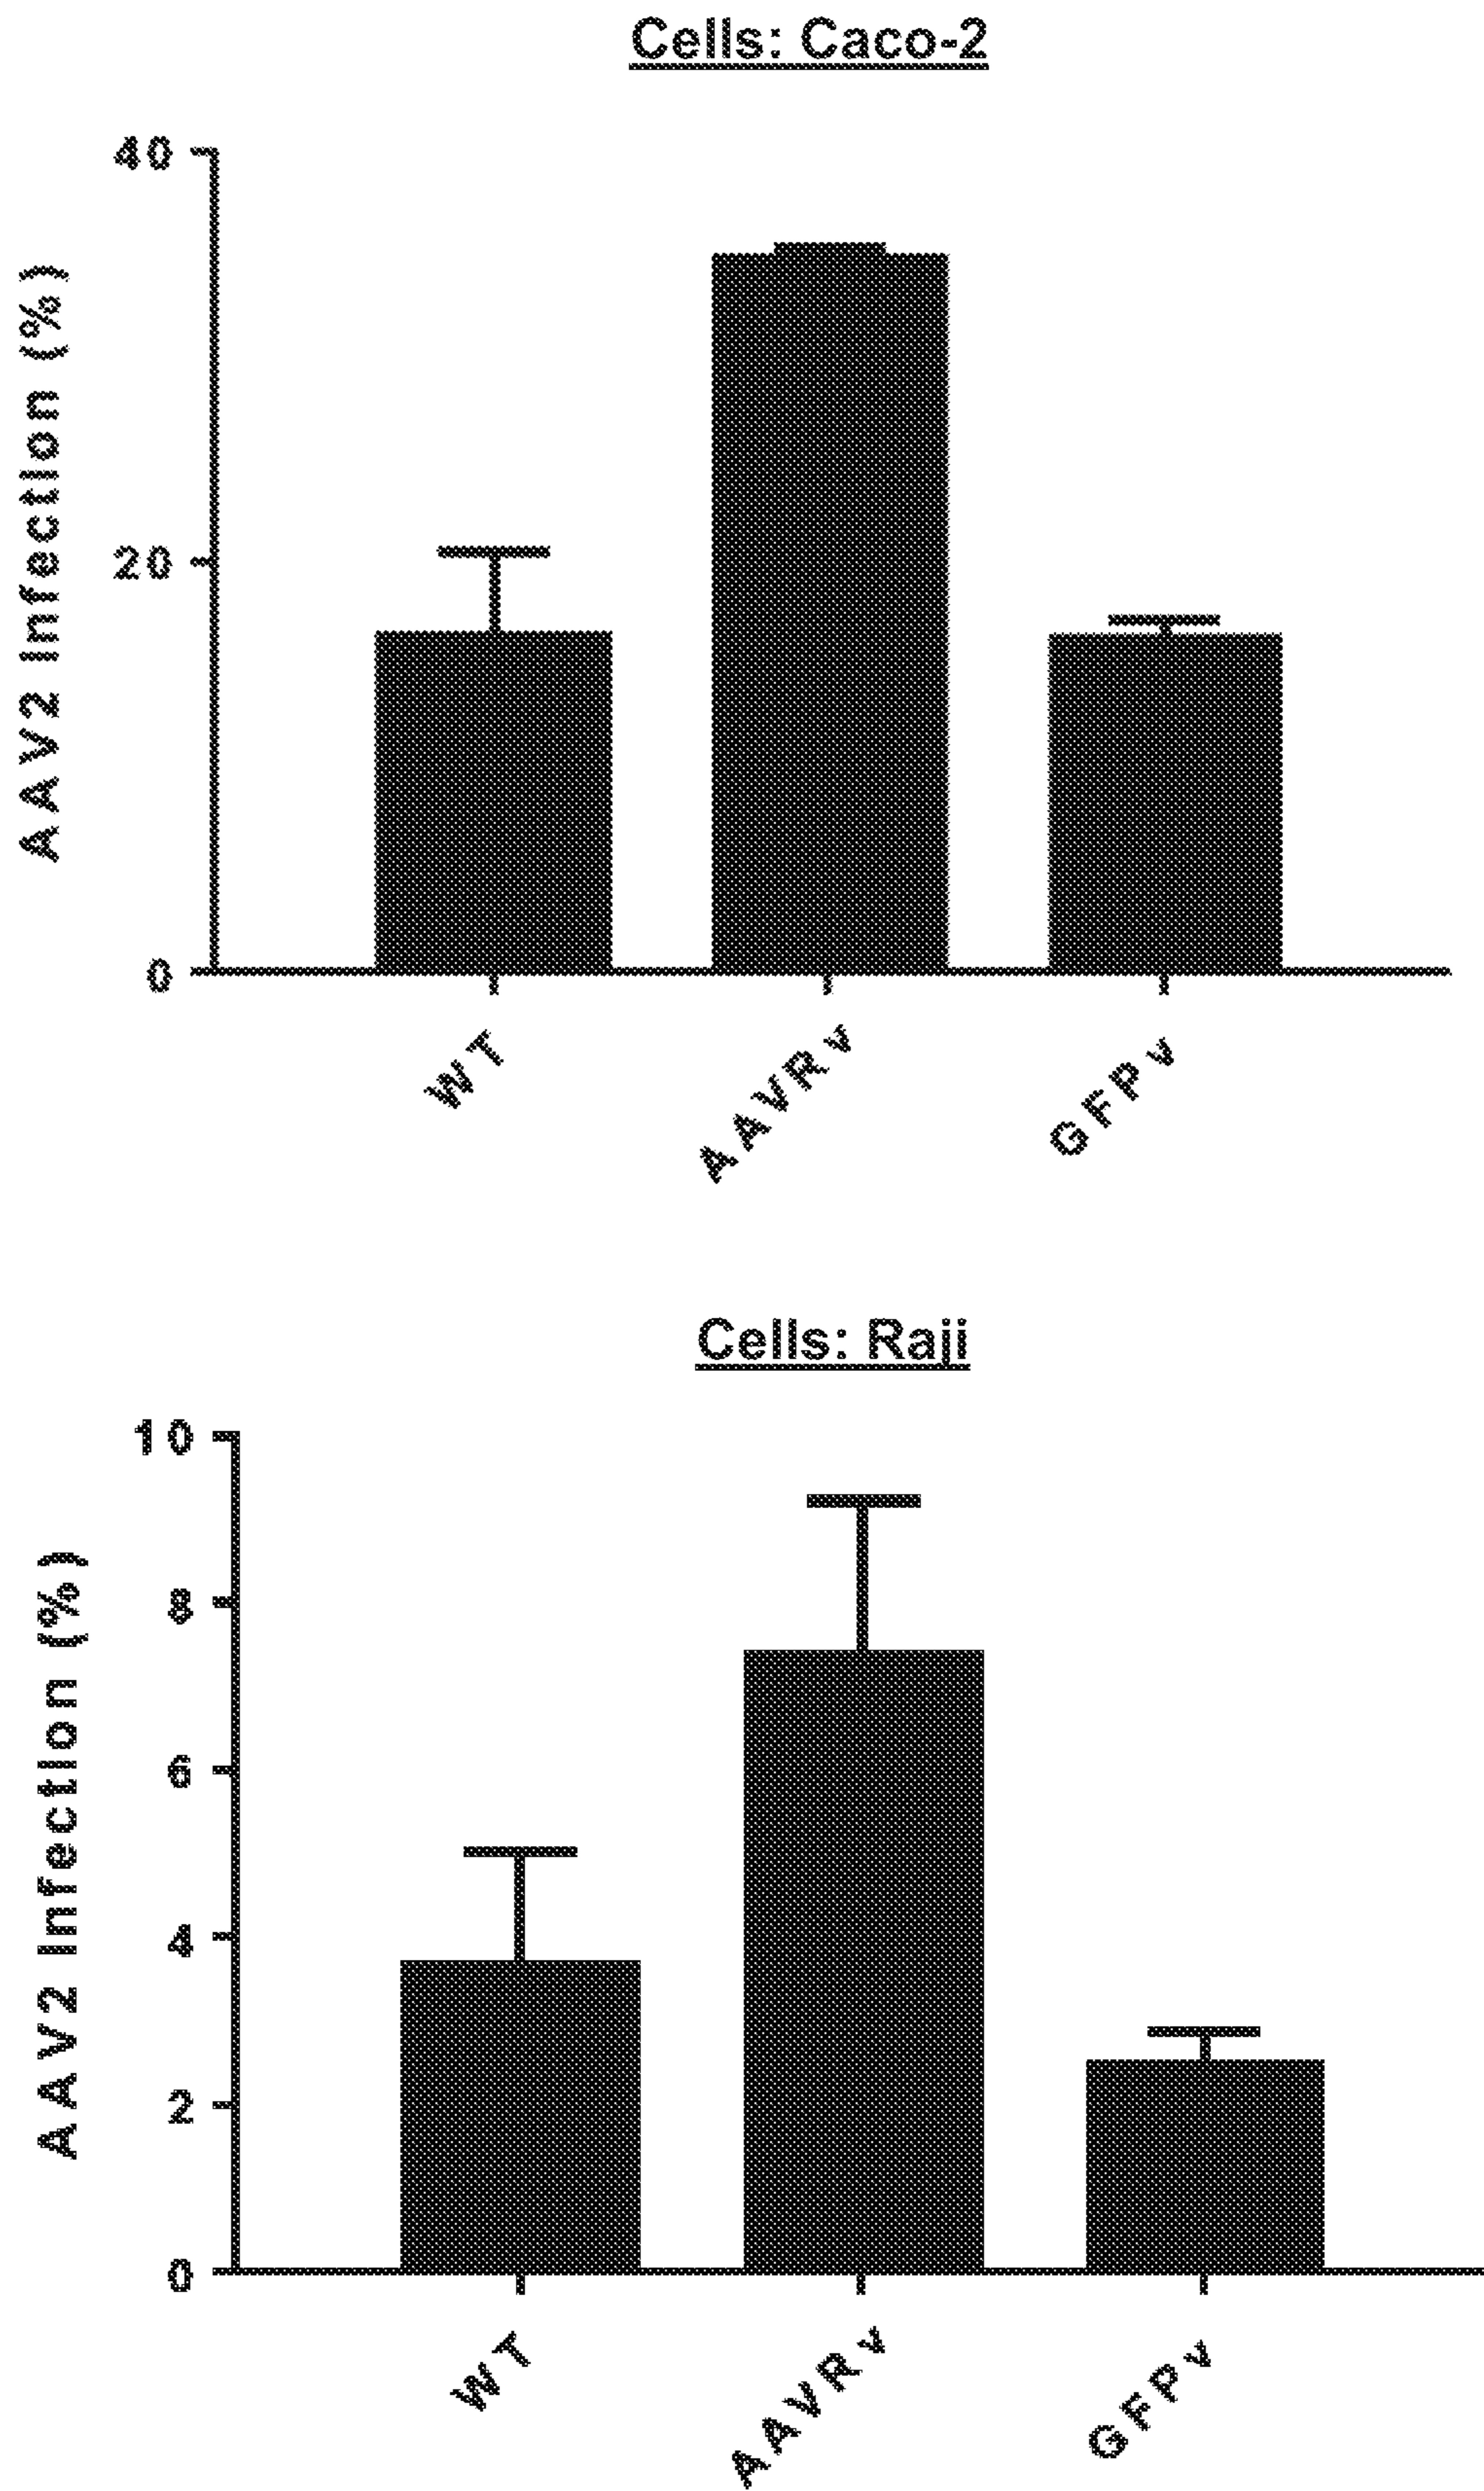 Cells: Caco-2
AAV2 Infection (%)
40
20
0
WT
AAVRv
GFPv
Cells: Raji
AAV2 Infection (%)
10
8
6
4
2
0
WT
AAVRv
GFPv